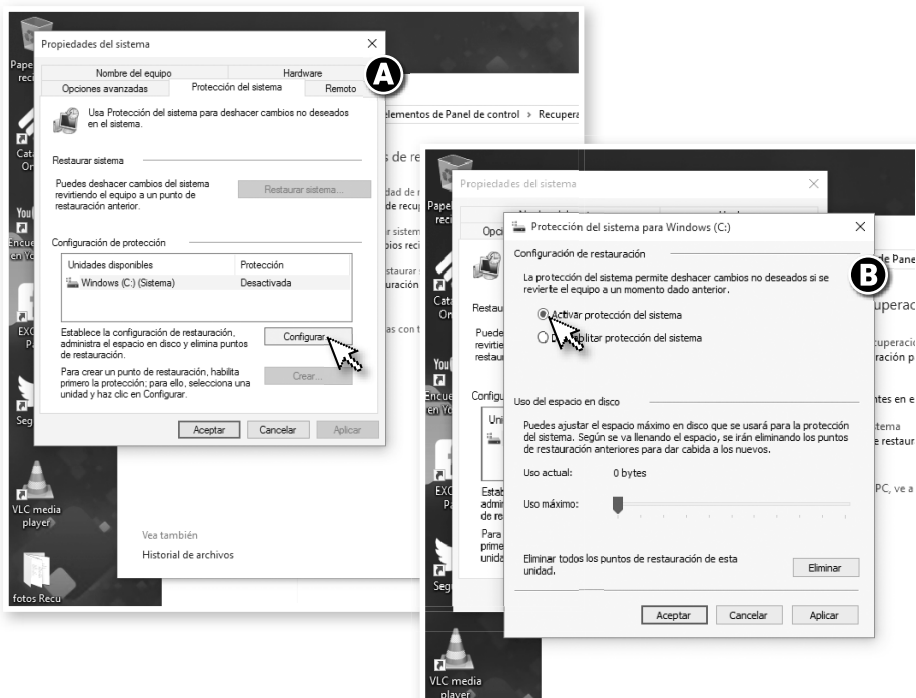 Propiedades del sistema
A
Nombre del equipo
Hardware
Opciones avanzadas
Protección del sistema
Remoto
Usa Protección del sistema para deshacer cambios no deseados
en el sistema.
Restaurar sistema
Puedes deshacer cambios del sistema
revirtiendo el equipo a un punto de
restauración anterior.
Restaurar sistema...
Configuración de protección
Unidades disponibles
Protección
Windows (C:) (Sistema)
Desactivada
Establece la configuración de restauración,
administra el espacio en disco y elimina puntos
de restauración.
Configurar...
Para crear un punto de restauración, habilita
primero la protección; para ello, selecciona una
unidad y haz clic en Configurar.
Crear...
Aceptar
Cancelar
Aplicar
elementos de Panel de control > Recupera
VLC media
player
fotos Recu
Vea también
Historial de archivos
Propiedades del sistema
B
Protección del sistema para Windows (C:)
Configuración de restauración
La protección del sistema permite deshacer cambios no deseados si se
revierte el equipo a un momento dado anterior.
Activar protección del sistema
protección del sistema
Uso del espacio en disco
Puedes ajustar el espacio máximo en disco que se usará para la protección
del sistema. Según se va llenando el espacio, se irán eliminando los puntos
de restauración anteriores para dar cabida a los nuevos.
Uso actual:
0 bytes
Uso máximo:
Eliminar todos los puntos de restauración de esta
unidad.
Eliminar
Aceptar
Cancelar
Aplicar
PC, ve a
VLC media
player